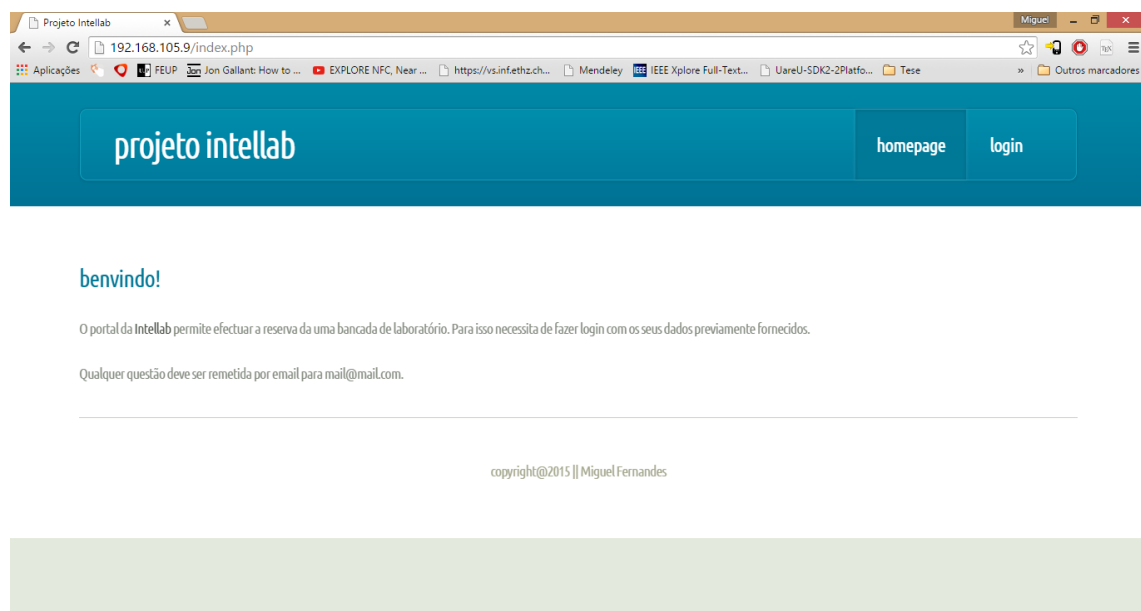 Projeto Intellab
Miguel
192.168.105.9/index.php
Aplicações FEUP Jon Jon Gallant: How to ... EXPLORE NFC, Near ... https://vs.inf.ethz.ch... Mendeley IEEE IEEE Xplore Full-Text... UareU-SDK2-2Platfo... Tese » Outros marcadores
projeto intellab
homepage login
benvindo!
O portal da Intellab permite efectuar a reserva da uma bancada de laboratório. Para isso necessita de fazer login com os seus dados previamente fornecidos.
Qualquer questão deve ser remetida por email para mail@mail.com.
copyright@2015 || Miguel Fernandes